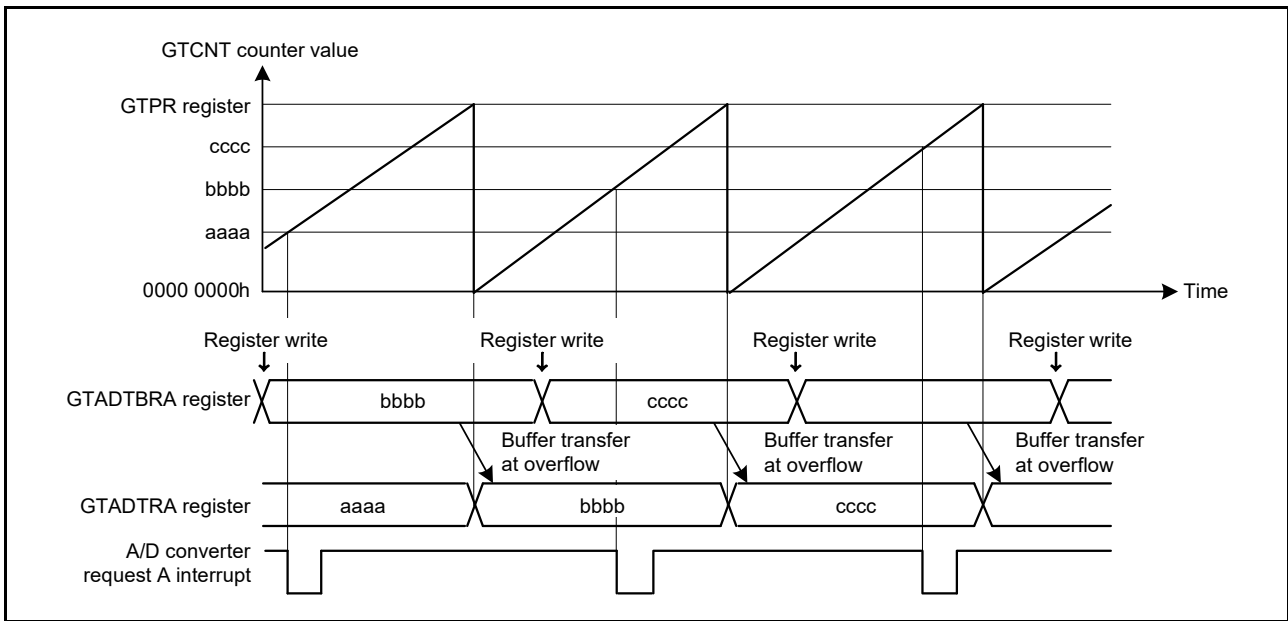 GTCNT counter value
GTPR register
cccc
bbbb
aaaa
0000 0000h
Time
Register write
Register write
Register write
Register write
GTADTBRA register
bbbb
cccc
Buffer transfer
at overflow
Buffer transfer
at overflow
Buffer transfer
at overflow
GTADTRA register
aaaa
bbbb
cccc
A/D converter
request A interrupt